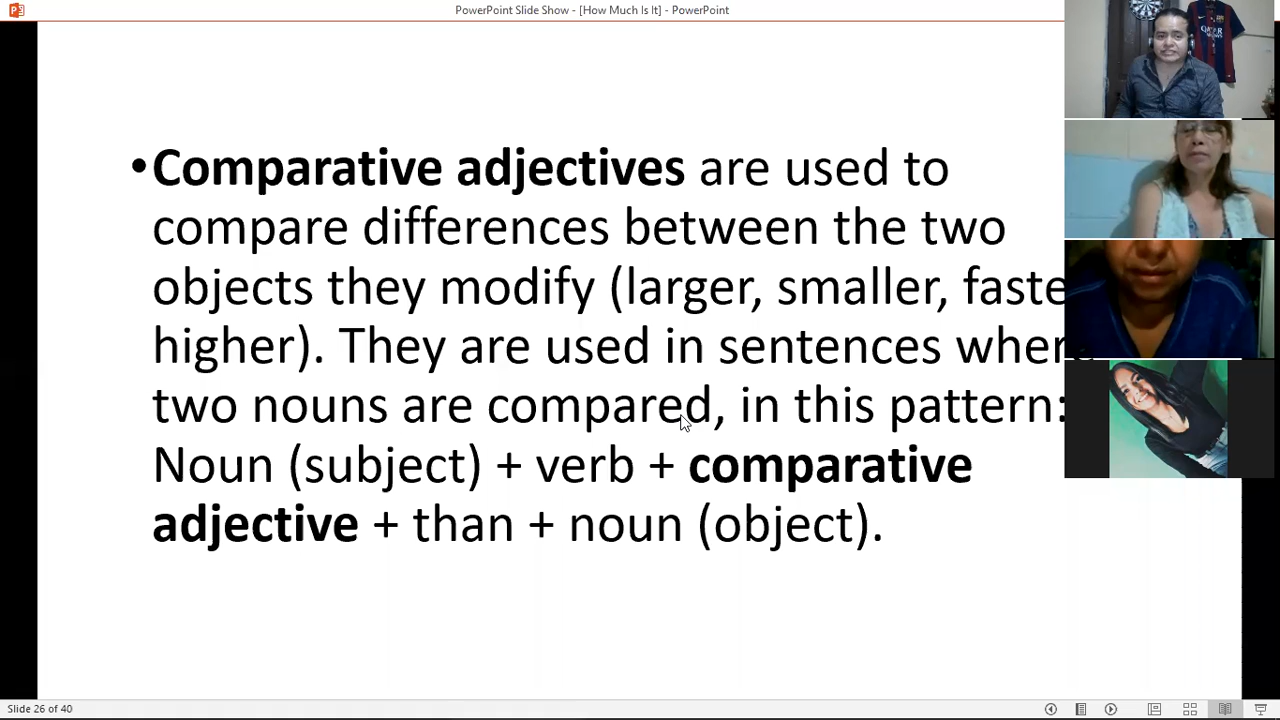 PowerPoint Slide Show - [How Much Is It] - PowerPoint
•Comparative adjectives are used to
compare differences between the two
objects they modify (larger, smaller,
higher). They are used in sentences
two nouns are compared, in this pattern:
Noun (subject) + verb + comparative
adjective + than + noun (object).
Slide 26 of 40